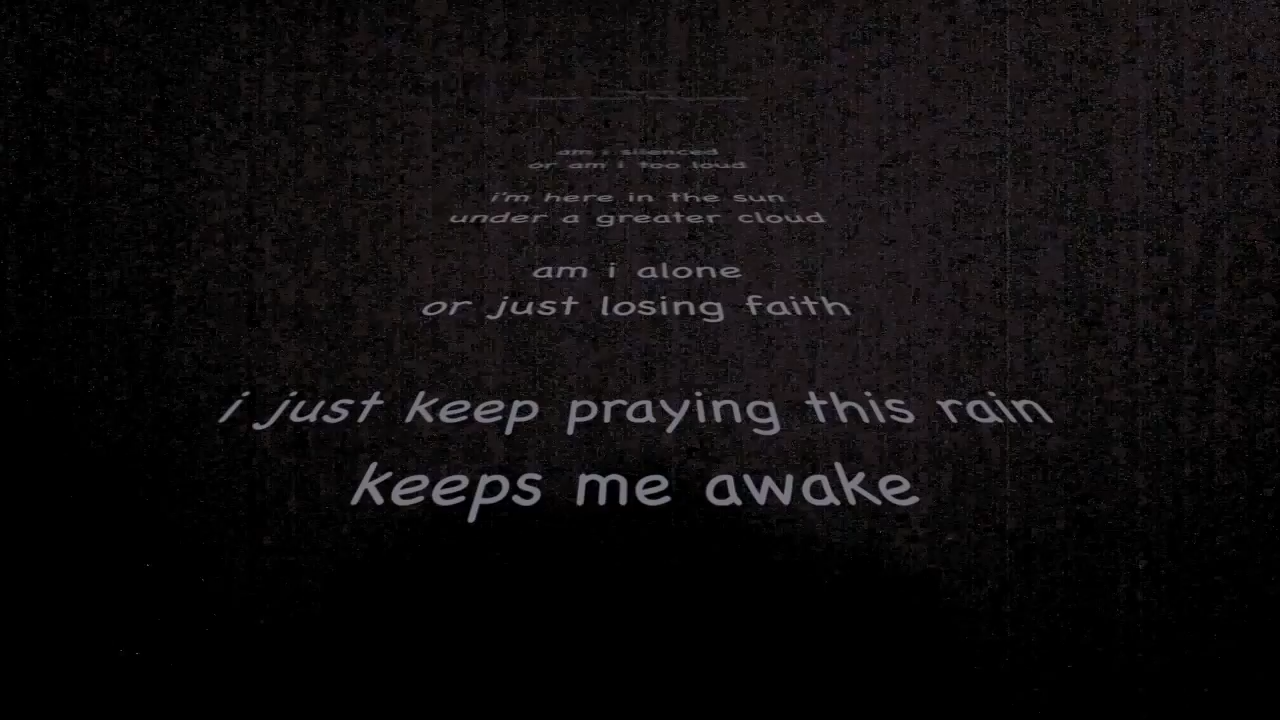 am i silenced
or am i too loud
i'm here in the sun
under a greater cloud
am i alone
or just losing faith
i just keep praying this rain
keeps me awake